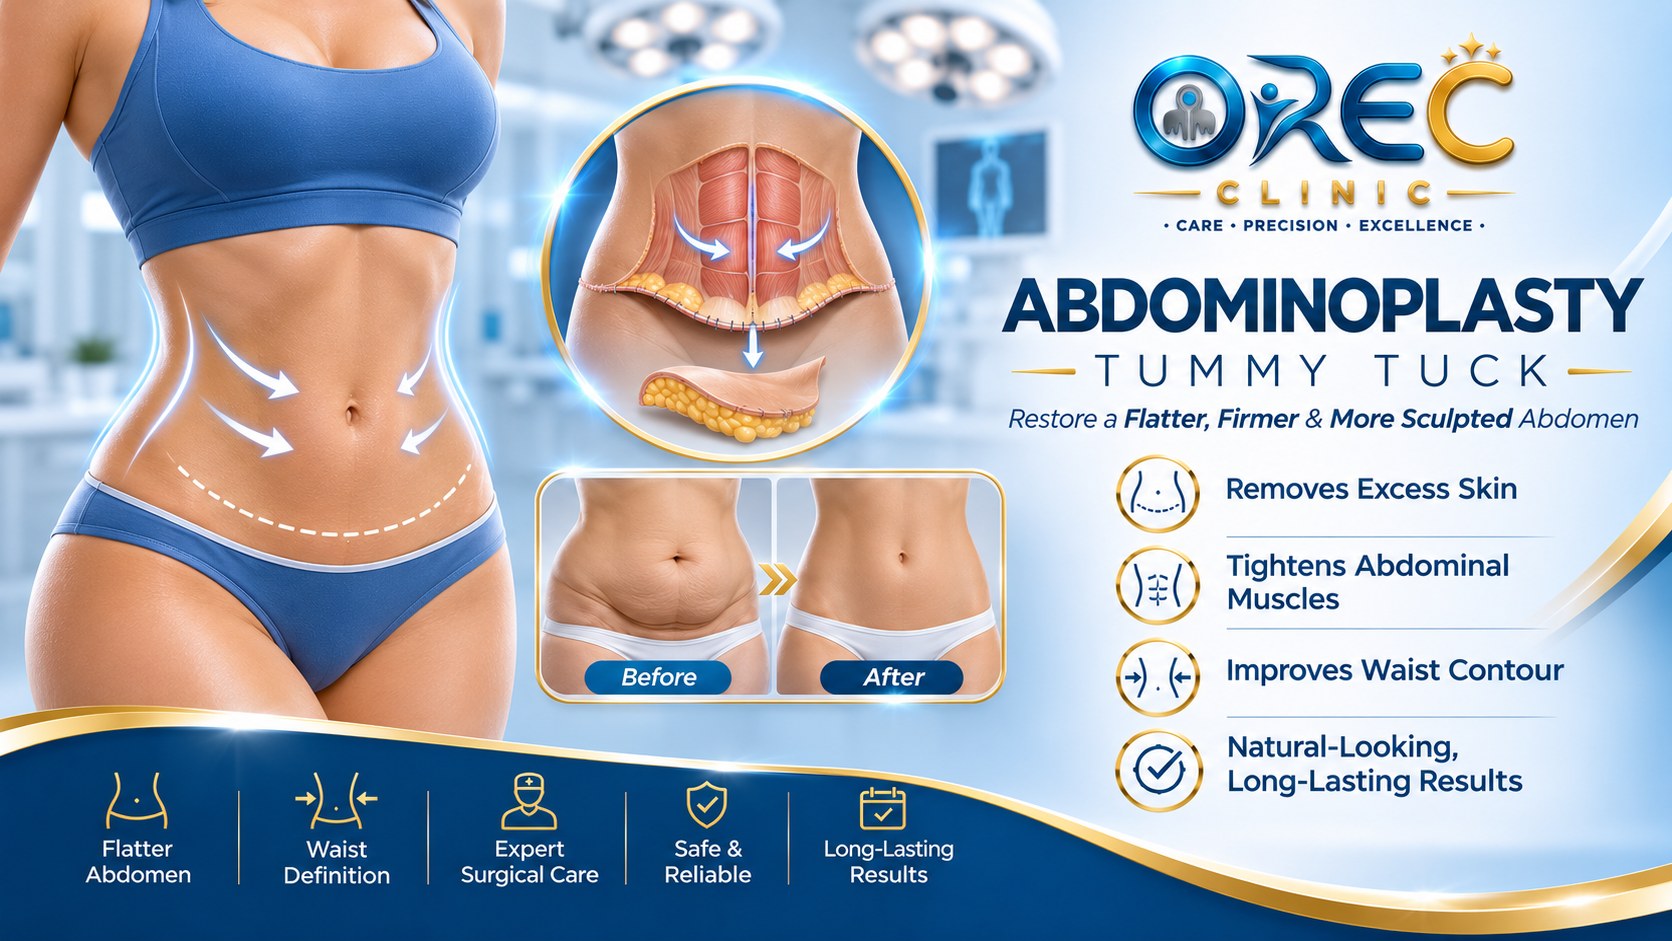 OREC
CLINIC
• CARE • PRECISION • EXCELLENCE •
ABDOMINOPLASTY
TUMMY TUCK
Restore a Flatter, Firmer & More Sculpted Abdomen
Removes Excess Skin
Tightens Abdominal
Muscles
Improves Waist Contour
Natural-Looking,
Long-Lasting Results
Before
After
Flatter
Abdomen
Waist
Definition
Expert
Surgical Care
Safe &
Reliable
Long-Lasting
Results